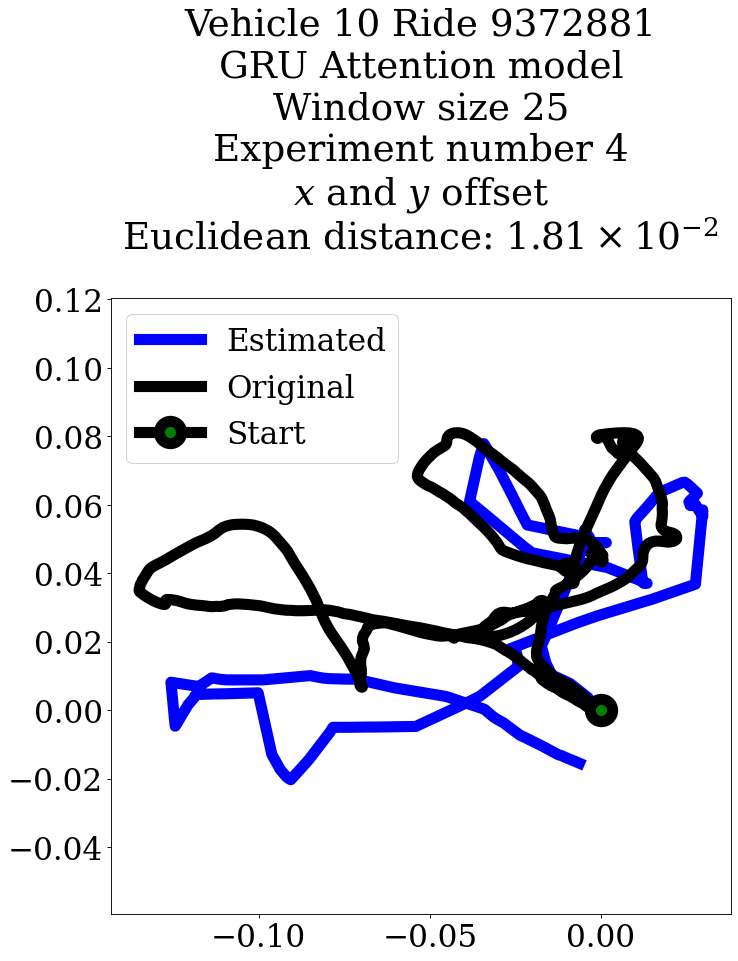 Vehicle 10 Ride 9372881
GRU Attention model
Window size 25
Experiment number 4
x and y offset
Euclidean distance: 1.81 × 10⁻²
0.12
Estimated
0.10
Original
0.08
Start
0.06
0.04
0.02
0.00
−0.02
−0.04
−0.10 −0.05 0.00